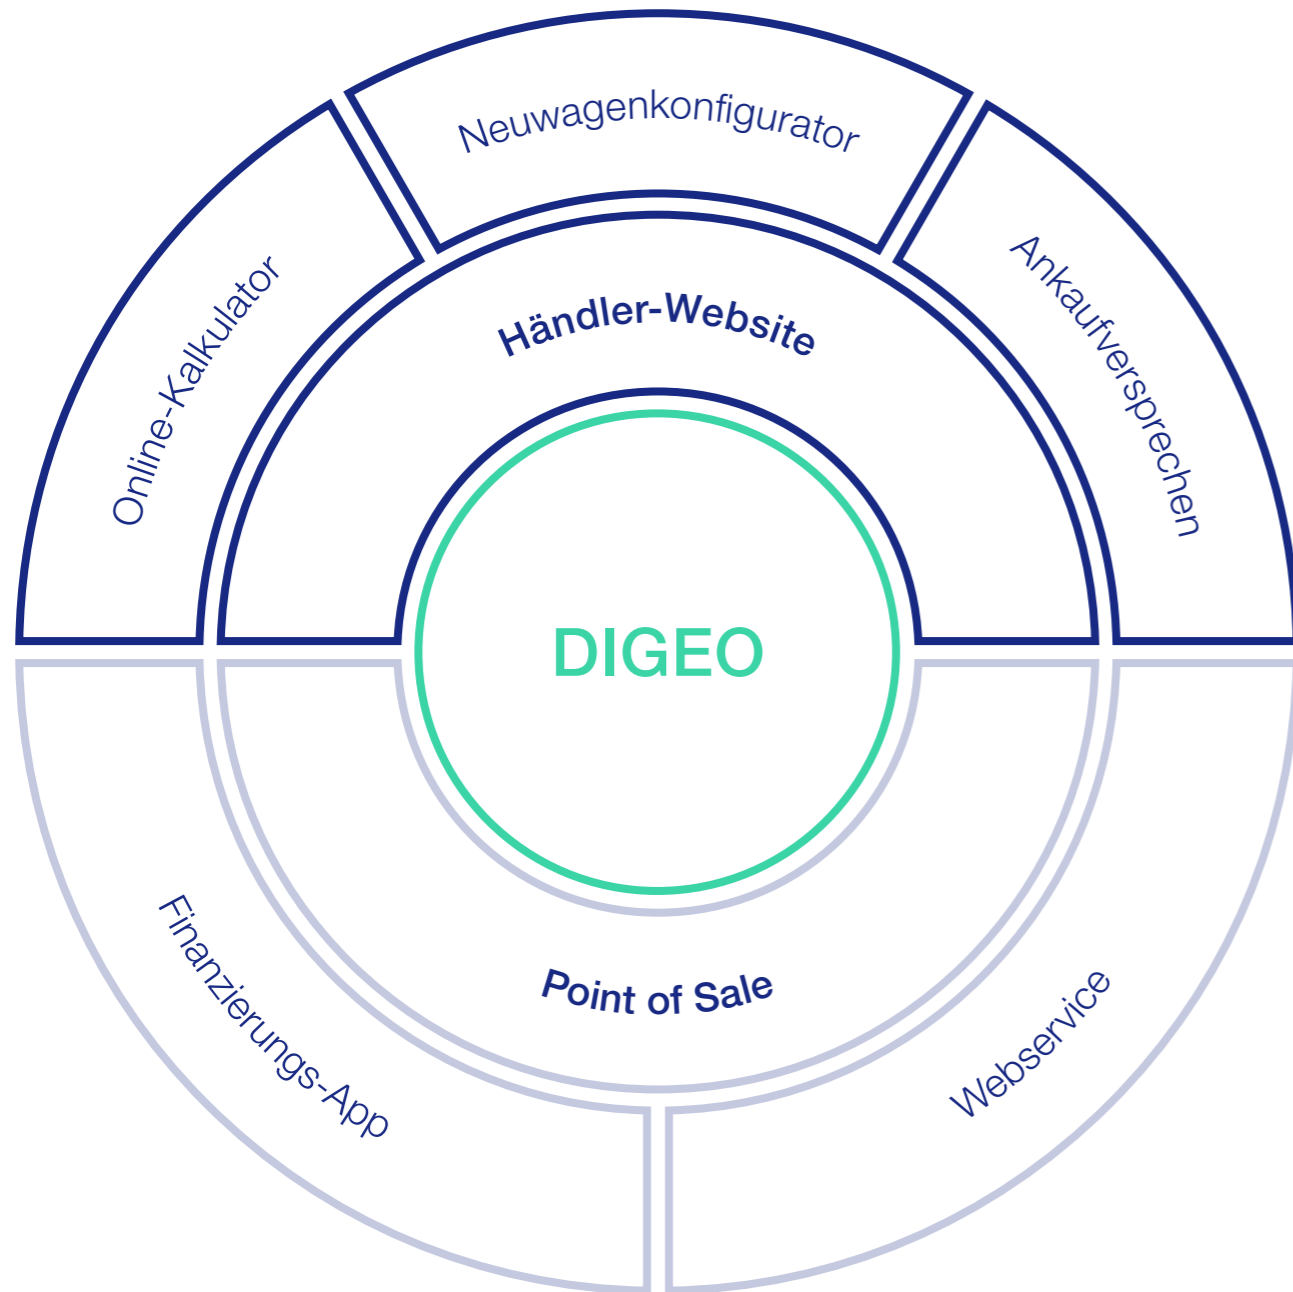 Neuwagenkonfigurator
Online-Kalkulator
Ankaufversprechen
Händler-Website
DIGEO
Point of Sale
Finanzierungs-App
Webservice